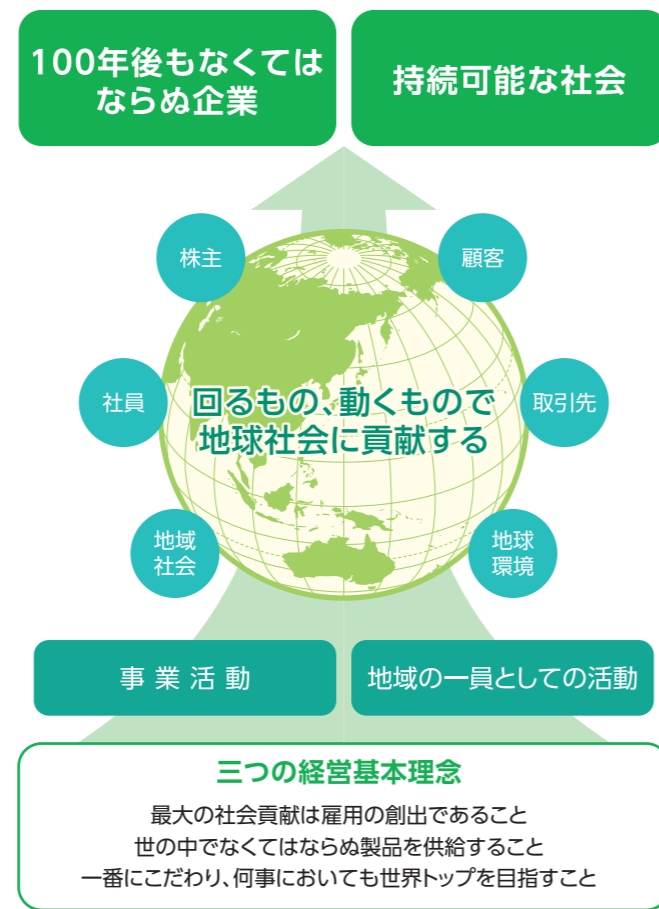 100年後もなくては
ならぬ企業
持続可能な社会
株主
顧客
社員
回るもの、動くもので
地球社会に貢献する
取引先
地域
社会
地球
環境
事業活動
地域の一員としての活動
三つの経営基本理念
最大の社会貢献は雇用の創出であること
世の中でなくてはならぬ製品を供給すること
一番にこだわり、何事においても世界トップを目指すこと